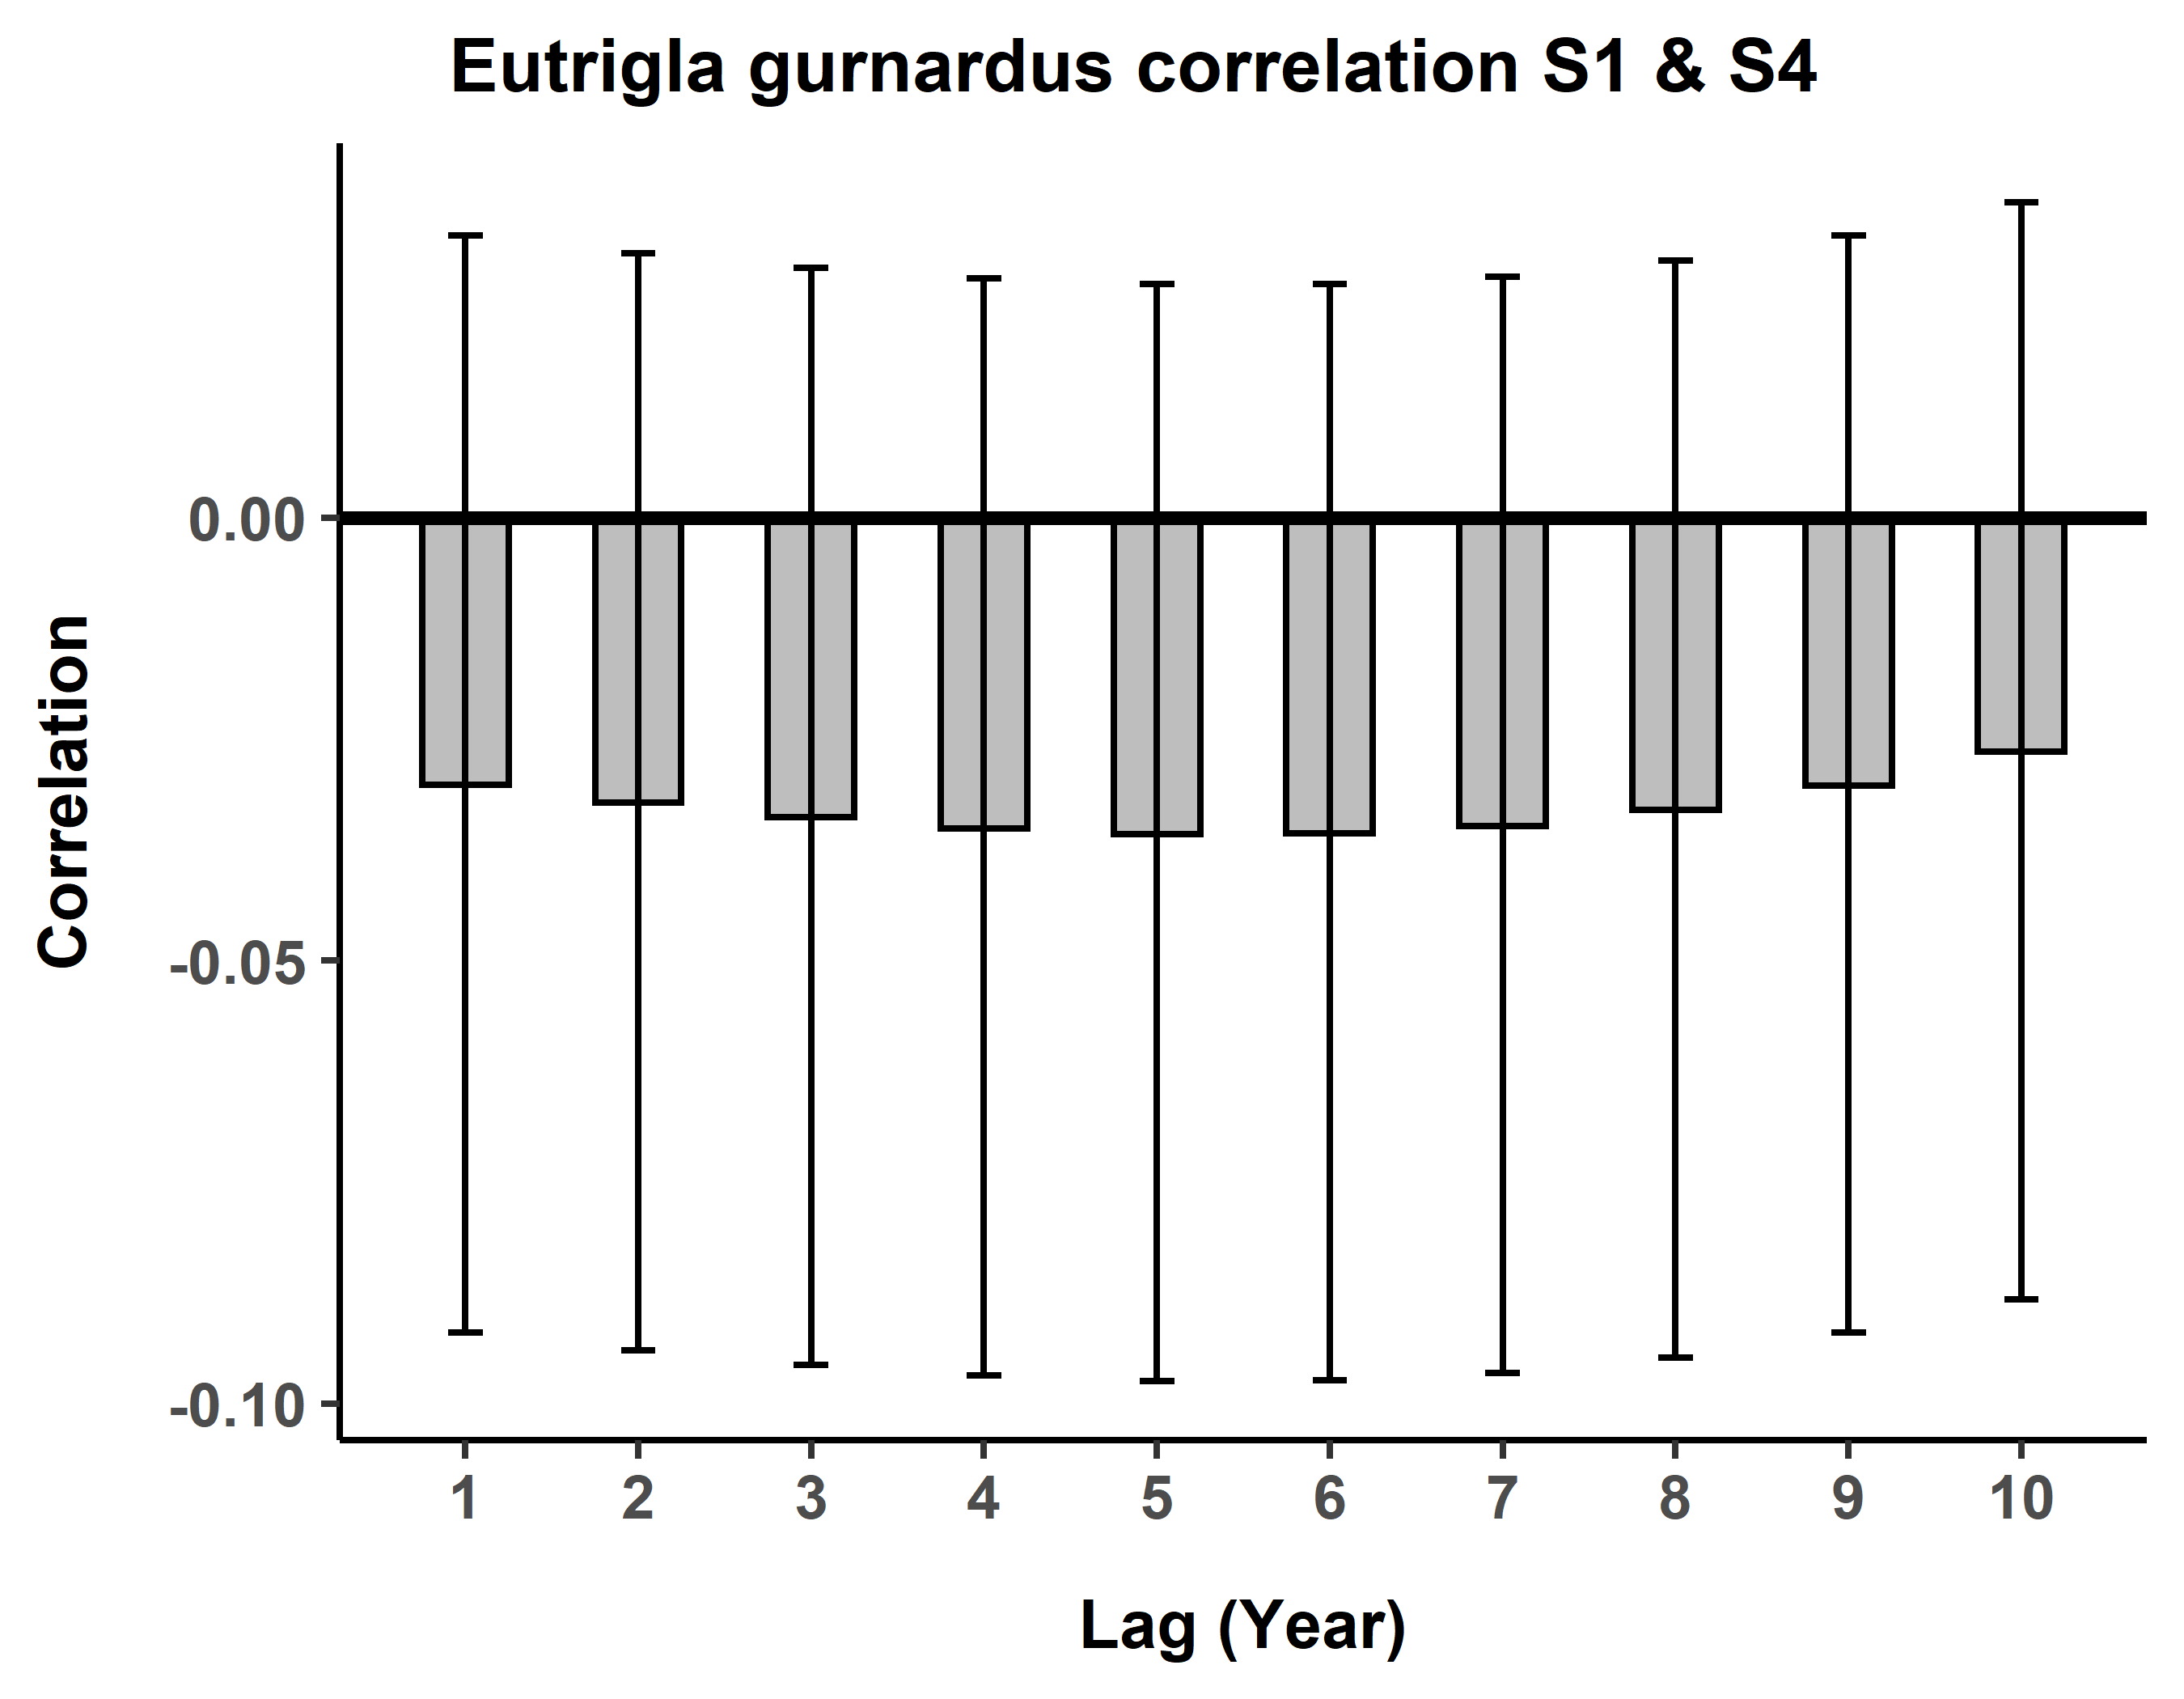 Eutrigla gurnardus correlation S1 & S4
Correlation
0.00
-0.05
-0.10
1 2 3 4 5 6 7 8 9 10
Lag (Year)